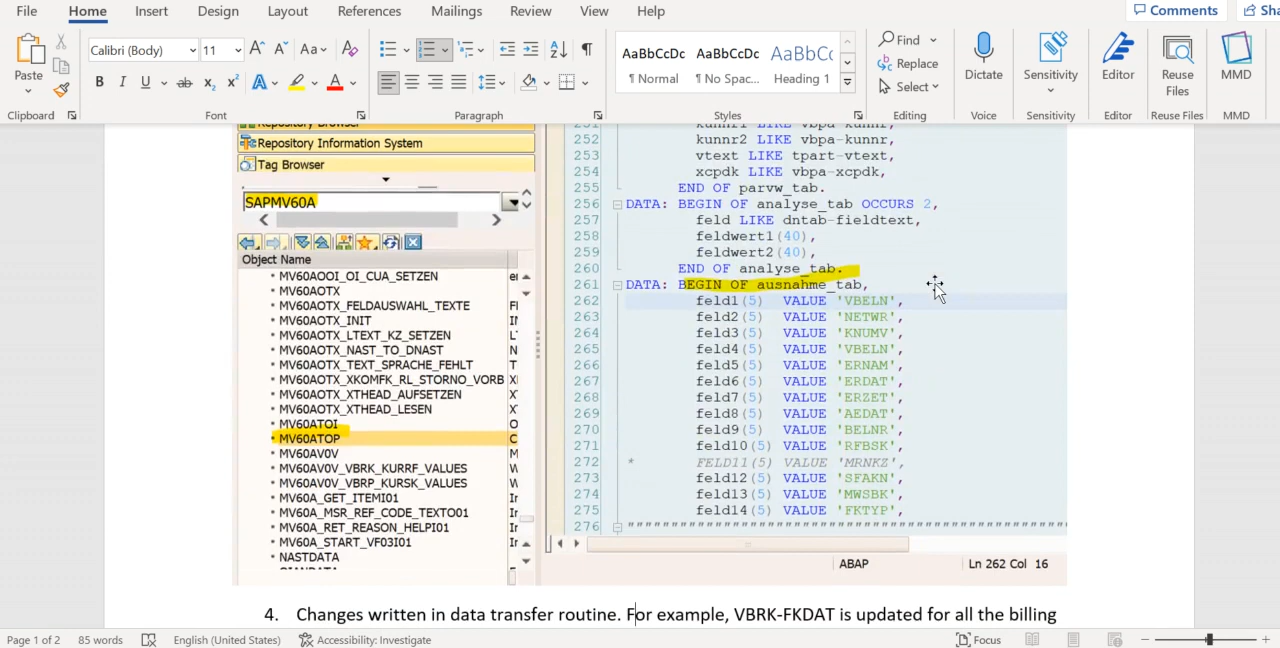 File Home Insert Design Layout References Mailings Review View Help Comments
Calibri (Body) 11 Aa
Find
AaBbCcDc AaBbCcDc AaBbCc
Replace
Paste
¶ Normal ¶ No Spac... Heading 1
Dictate Sensitivity Editor Reuse Files MMD
Select
Clipboard Font Paragraph Styles Editing Voice Sensitivity Editor Reuse Files MMD
Repository Information System
Tag Browser
SAPMV60A
Object Name
MV60AOOI_OI_CUA_SETZEN
MV60AOTX
MV60AOTX_FELDAUSWAHL_TEXTE
MV60AOTX_INIT
MV60AOTX_LTEXT_KZ_SETZEN
MV60AOTX_NAST_TO_DNAST
MV60AOTX_TEXT_SPRACHE_FEHLT
MV60AOTX_XKOMFK_RL_STORNO_VORB
MV60AOTX_XTHEAD_AUFSETZEN
MV60AOTX_XTHEAD_LESEN
MV60ATOI
MV60ATOP
MV60AV0V
MV60AV0V_VBRK_KURRF_VALUES
MV60AV0V_VBRP_KURSK_VALUES
MV60A_GET_ITEMI01
MV60A_MSR_REF_CODE_TEXTO01
MV60A_RET_REASON_HELPI01
MV60A_START_VF03I01
NASTDATA
251 kunnr1 LIKE vbpa-kunnr,
252 kunnr2 LIKE vbpa-kunnr,
253 vtext LIKE tpart-vtext,
254 xcpdk LIKE vbpa-xcpdk,
255 END OF parvw_tab.
256 DATA: BEGIN OF analyse_tab OCCURS 2,
257 feld LIKE dntab-fieldtext,
258 feldwert1(40),
259 feldwert2(40),
260 END OF analyse_tab.
261 DATA: BEGIN OF ausnahme_tab,
262 feld1(5) VALUE 'VBELN',
263 feld2(5) VALUE 'NETWR',
264 feld3(5) VALUE 'KNUMV',
265 feld4(5) VALUE 'VBELN',
266 feld5(5) VALUE 'ERNAM',
267 feld6(5) VALUE 'ERDAT',
268 feld7(5) VALUE 'ERZET',
269 feld8(5) VALUE 'AEDAT',
270 feld9(5) VALUE 'BELNR',
271 feld10(5) VALUE 'RFBSK',
272 * FELD11(5) VALUE 'MRNKZ',
273 feld12(5) VALUE 'SFAKN',
274 feld13(5) VALUE 'MWSBK',
275 feld14(5) VALUE 'FKTYP',
276
ABAP Ln 262 Col 16
4. Changes written in data transfer routine. For example, VBRK-FKDAT is updated for all the billing
Page 1 of 2 85 words English (United States) Accessibility: Investigate Focus